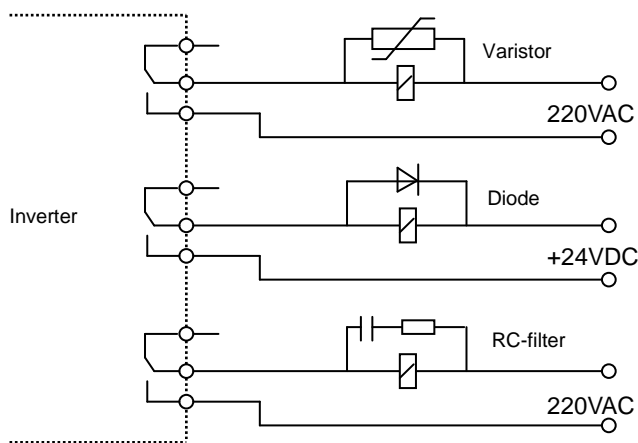 Varistor
220VAC
Diode
Inverter
+24VDC
RC-filter
220VAC